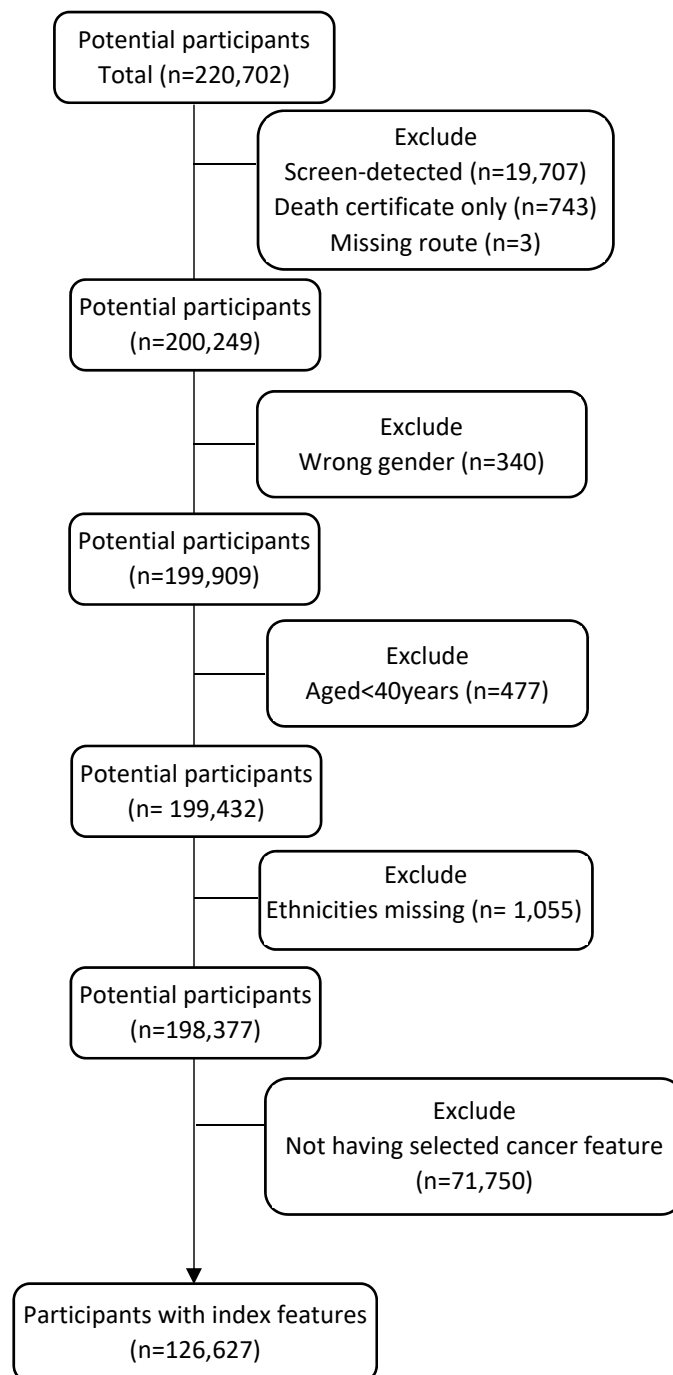 Potential participants
Total (n=220,702)
Exclude
Screen-detected (n=19,707)
Death certificate only (n=743)
Missing route (n=3)
Potential participants
(n=200,249)
Exclude
Wrong gender (n=340)
Potential participants
(n=199,909)
Exclude
Aged<40years (n=477)
Potential participants
(n= 199,432)
Exclude
Ethnicities missing (n= 1,055)
Potential participants
(n=198,377)
Exclude
Not having selected cancer feature
(n=71,750)
Participants with index features
(n=126,627)